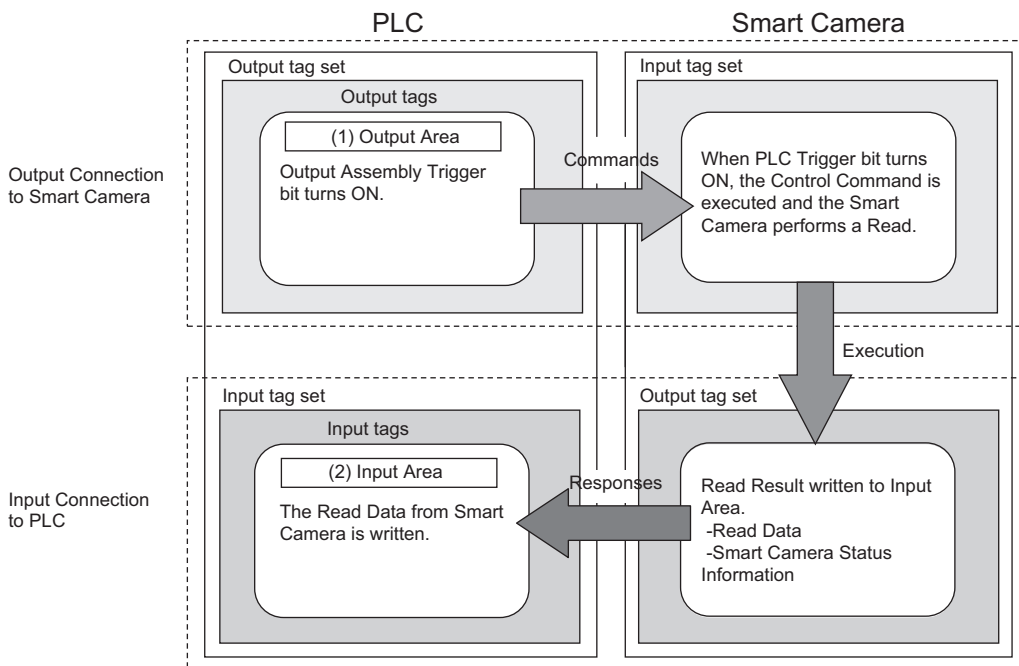 PLC
Smart Camera
Output tag set
Input tag set
Output tags
(1) Output Area
Output Assembly Trigger
bit turns ON.
Commands
When PLC Trigger bit turns
ON, the Control Command is
executed and the Smart
Camera performs a Read.
Output Connection
to Smart Camera
Execution
Input tag set
Output tag set
Input tags
(2) Input Area
The Read Data from Smart
Camera is written.
Responses
Read Result written to Input
Area.
-Read Data
-Smart Camera Status
Information
Input Connection
to PLC